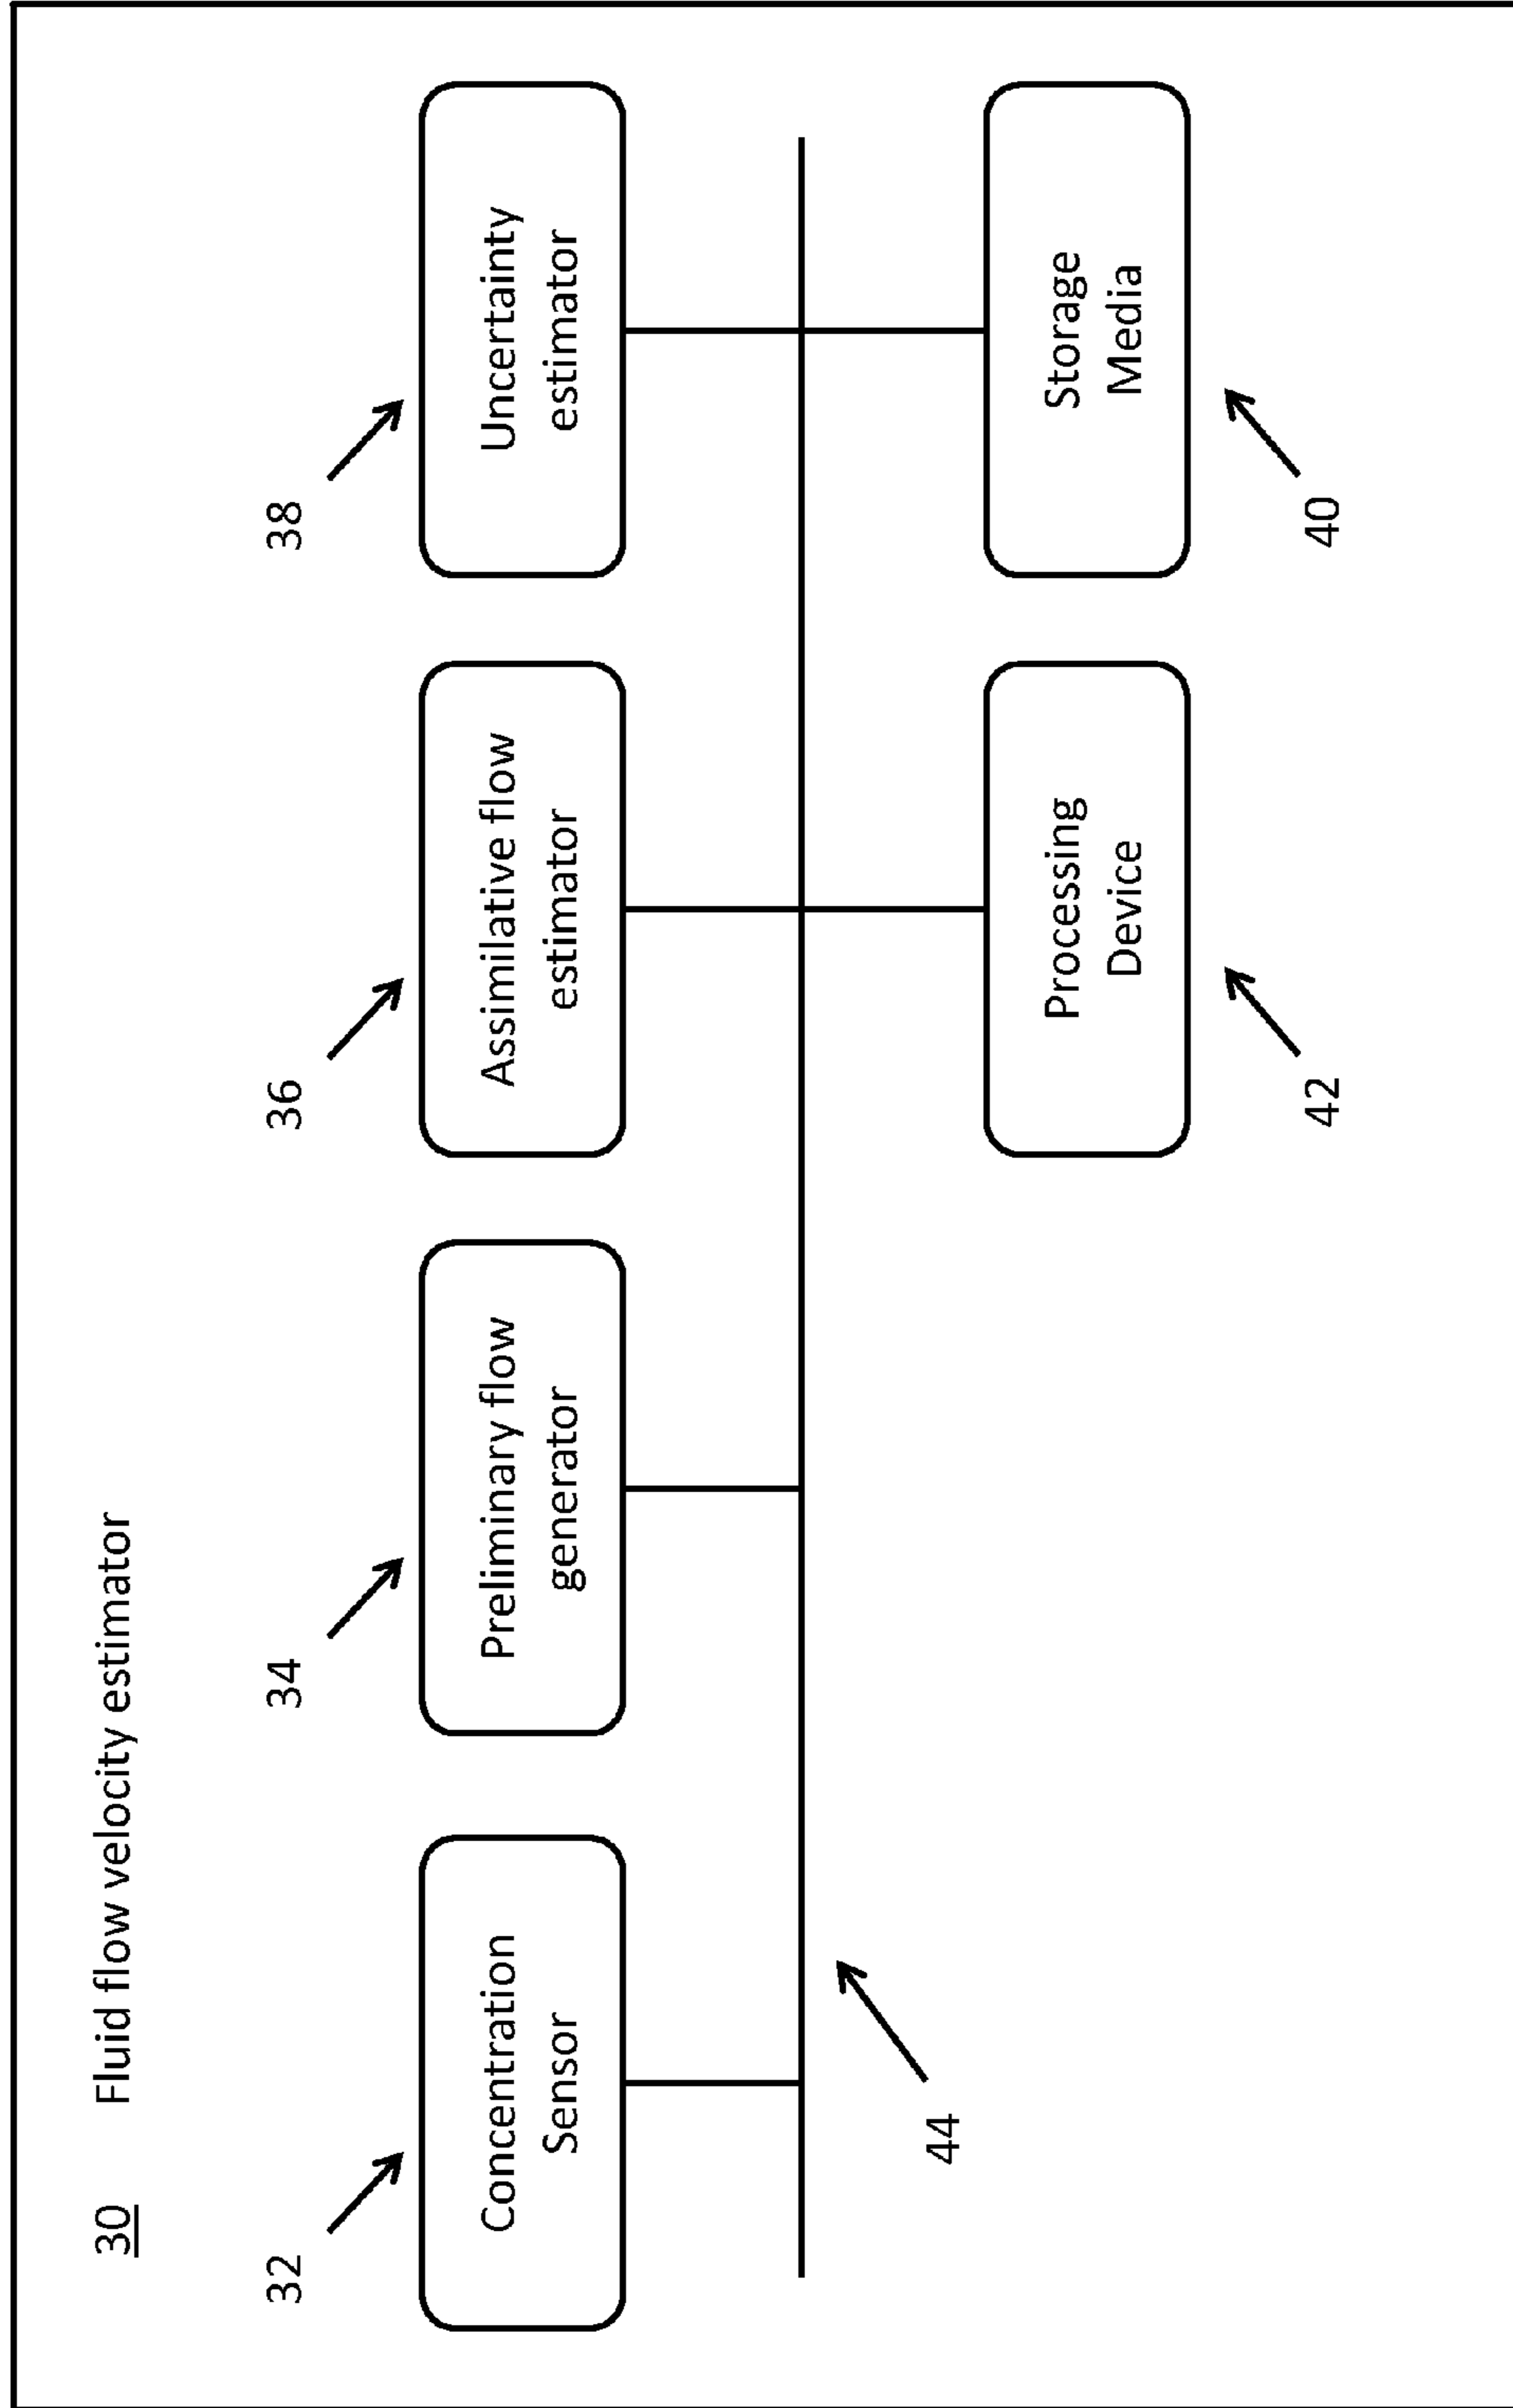 30 Fluid flow velocity estimator
32
34
36
38
Concentration
Sensor
Preliminary flow
generator
Assimilative flow
estimator
Uncertainty
estimator
44
Processing
Device
Storage
Media
42
40